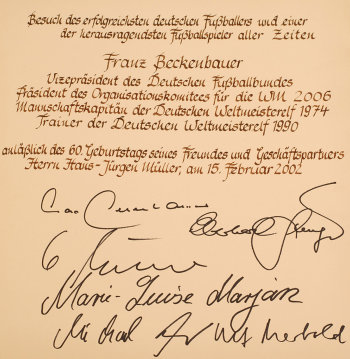 Besuch des erfolgreichsten deutschen Fußballers und einer
der herausragendsten Fußballspieler aller Zeiten
Franz Beckenbauer
Vizepräsident des Deutschen Fußballbundes
Präsident des Organisationskomitees für die WM 2006
Mannschaftskapitän der Deutschen Weltmeisterelf 1974
Trainer der Deutschen Weltmeisterelf 1990
anläßlich des 60. Geburtstags seines Freundes und Geschäftspartners
Herrn Hans-Jürgen Müller, am 15. Februar 2002
Marie-Luise Marjan
Ulf Merbold